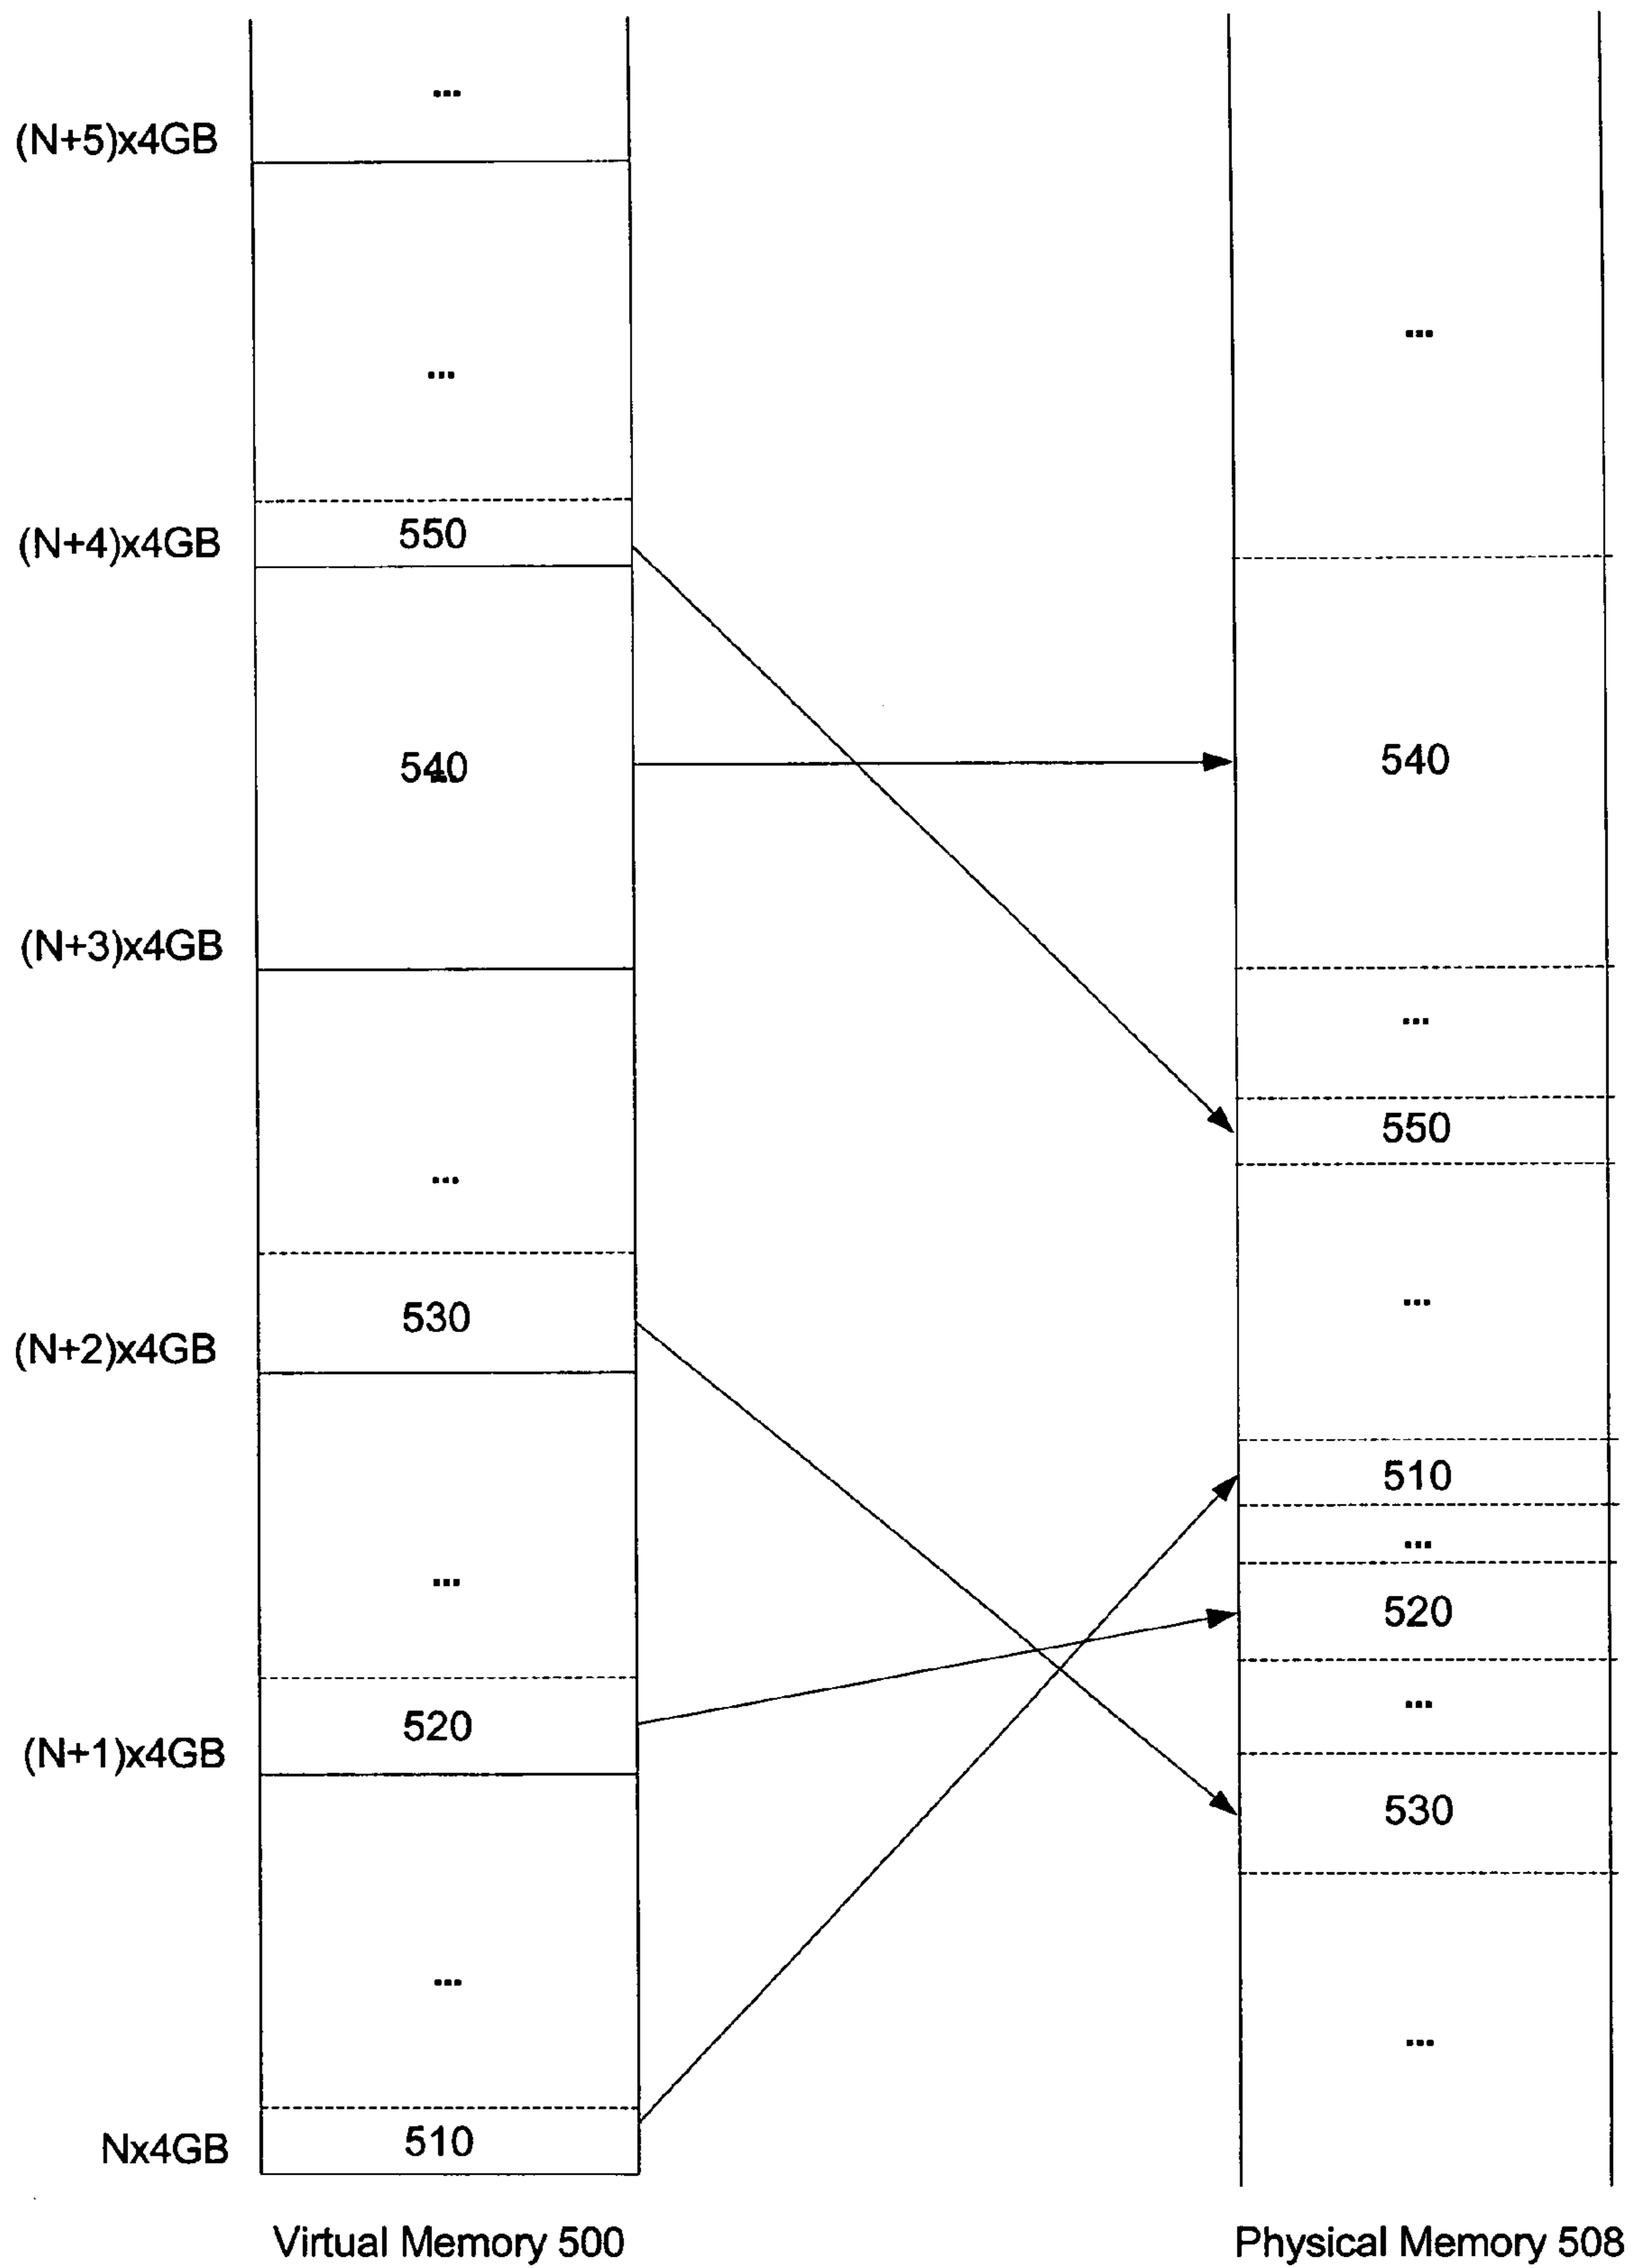 ...
(N+5)x4GB
...
...
(N+4)x4GB
550
540
540
(N+3)x4GB
...
550
...
...
530
(N+2)x4GB
510
...
520
...
520
...
(N+1)x4GB
530
...
...
Nx4GB
510
Virtual Memory 500
Physical Memory 508